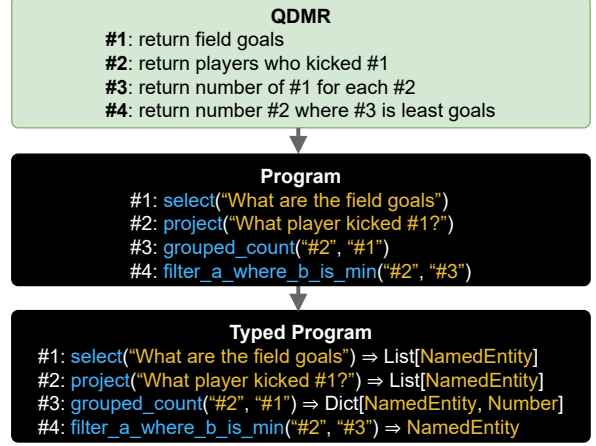 QDMR
#1: return field goals
#2: return players who kicked #1
#3: return number of #1 for each #2
#4: return number #2 where #3 is least goals
Program
#1: select(“What are the field goals”)
#2: project(“What player kicked #1?”)
#3: grouped_count(“#2”, “#1”)
#4: filter_a_where_b_is_min(“#2”, “#3”)
Typed Program
#1: select(“What are the field goals”) ⇒ List[NamedEntity]
#2: project(“What player kicked #1?”) ⇒ List[NamedEntity]
#3: grouped_count(“#2”, “#1”) ⇒ Dict[NamedEntity, Number]
#4: filter_a_where_b_is_min(“#2”, “#3”) ⇒ NamedEntity